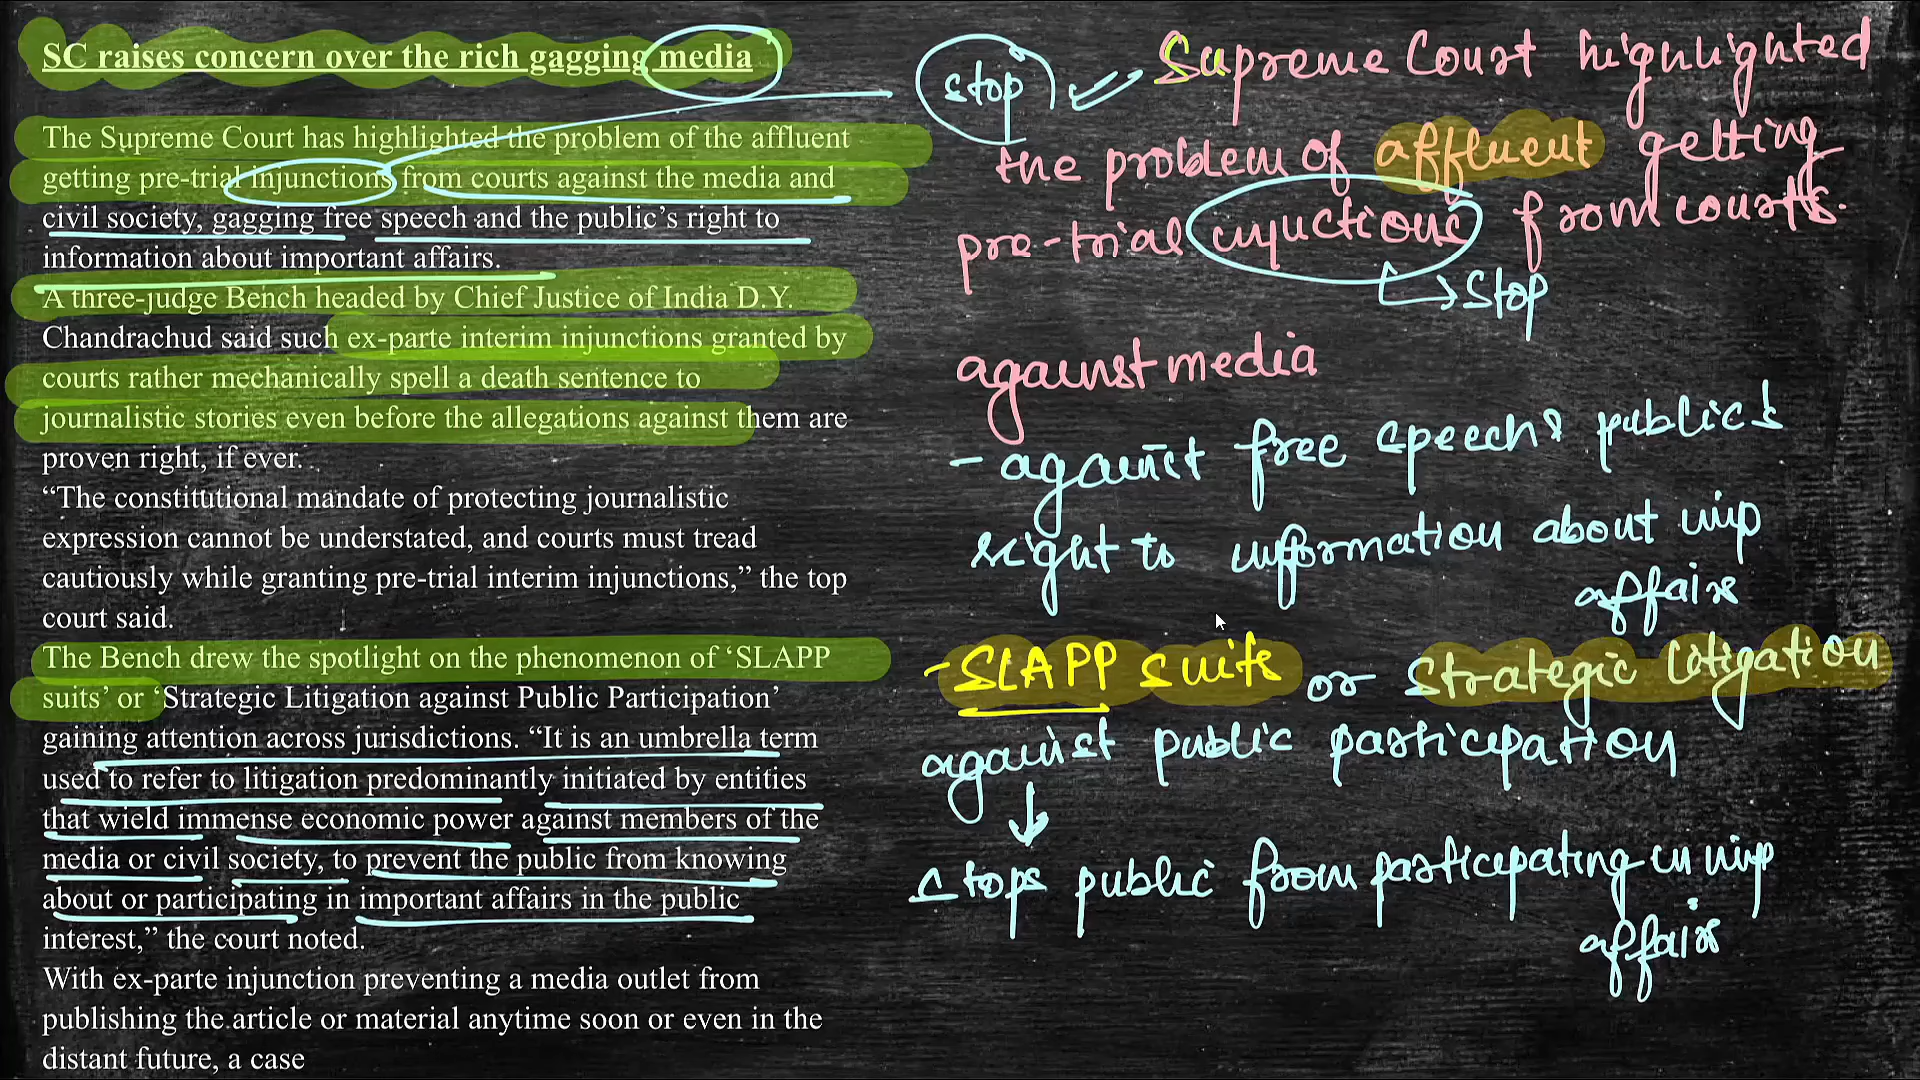 SC raises concern over the rich gagging media
The Supreme Court has highlighted the problem of the affluent
getting pre-trial injunctions from courts against the media and
civil society, gagging free speech and the public’s right to
information about important affairs.
A three-judge Bench headed by Chief Justice of India D.Y.
Chandrachud said such ex-parte interim injunctions granted by
courts rather mechanically spell a death sentence to
journalistic stories even before the allegations against them are
proven right, if ever.
“The constitutional mandate of protecting journalistic
expression cannot be understated, and courts must tread
cautiously while granting pre-trial interim injunctions,” the top
court said.
The Bench drew the spotlight on the phenomenon of ‘SLAPP
suits’ or ‘Strategic Litigation against Public Participation’
gaining attention across jurisdictions. “It is an umbrella term
used to refer to litigation predominantly initiated by entities
that wield immense economic power against members of the
media or civil society, to prevent the public from knowing
about or participating in important affairs in the public
interest,” the court noted.
With ex-parte injunction preventing a media outlet from
publishing the article or material anytime soon or even in the
distant future, a case
stop
Supreme Court highlighted
the problem of affluent getting
pre-trial injuctions from courts.
→ Stop
against media
- against free speech & public's
right to information about imp
affairs
- SLAPP suits or Strategic litigation
against public participation
↓
stops public from participating in imp
affairs